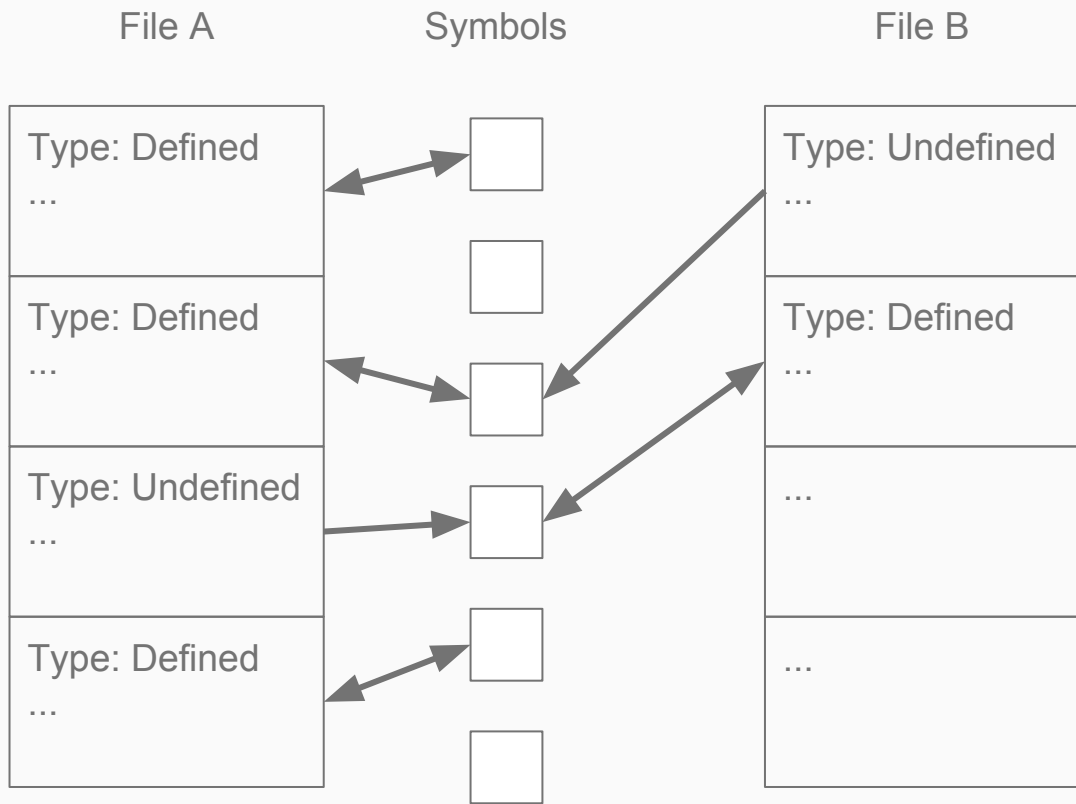 File A
Symbols
File B
Type: Defined
...
Type: Defined
...
Type: Undefined
...
Type: Defined
...
Type: Undefined
...
Type: Defined
...
...
...